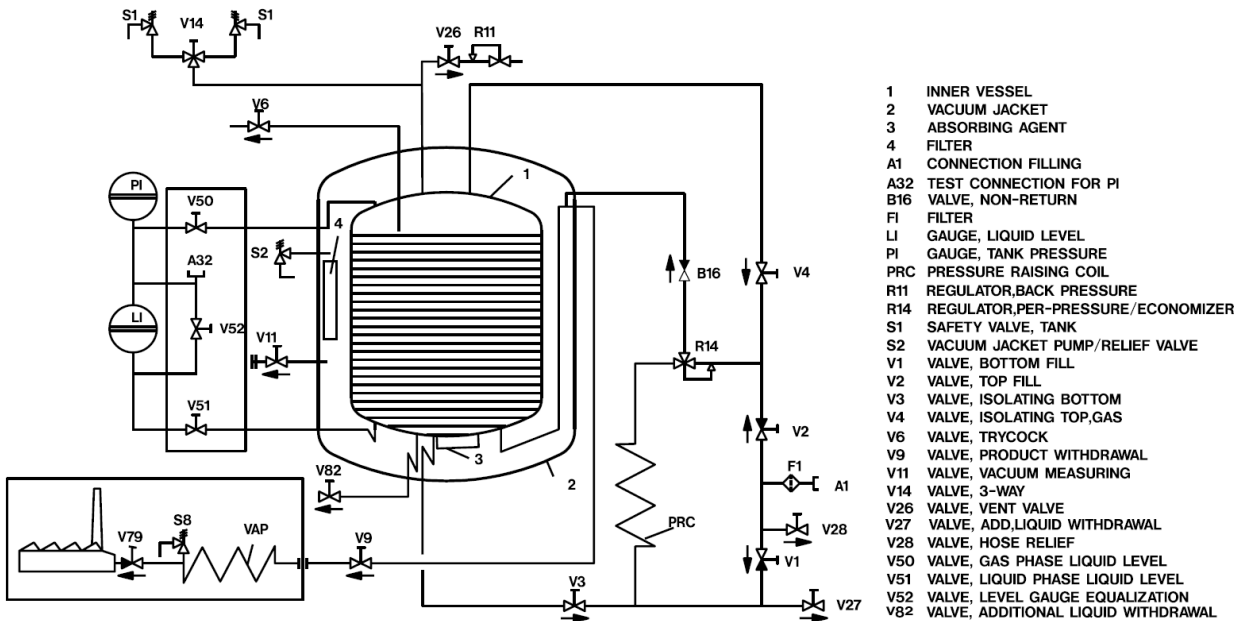 S1 S1
V14
V26 R11
V6
PI
V50
1
4
A32
S2
B16
V4
LI
V52
V11
R14
V51
V2
3
F1
V82
2
A1
S8
VAP
PRC
V79
V9
V28
V1
V3
V27
1 INNER VESSEL
2 VACUUM JACKET
3 ABSORBING AGENT
4 FILTER
A1 CONNECTION FILLING
A32 TEST CONNECTION FOR PI
B16 VALVE, NON-RETURN
FI FILTER
LI GAUGE, LIQUID LEVEL
PI GAUGE, TANK PRESSURE
PRC PRESSURE RAISING COIL
R11 REGULATOR,BACK PRESSURE
R14 REGULATOR,PER-PRESSURE/ECONOMIZER
S1 SAFETY VALVE, TANK
S2 VACUUM JACKET PUMP/RELIEF VALVE
V1 VALVE, BOTTOM FILL
V2 VALVE, TOP FILL
V3 VALVE, ISOLATING BOTTOM
V4 VALVE, ISOLATING TOP,GAS
V6 VALVE, TRYCOCK
V9 VALVE, PRODUCT WITHDRAWAL
V11 VALVE, VACUUM MEASURING
V14 VALVE, 3-WAY
V26 VALVE, VENT VALVE
V27 VALVE, ADD,LIQUID WITHDRAWAL
V28 VALVE, HOSE RELIEF
V50 VALVE, GAS PHASE LIQUID LEVEL
V51 VALVE, LIQUID PHASE LIQUID LEVEL
V52 VALVE, LEVEL GAUGE EQUALIZATION
V82 VALVE, ADDITIONAL LIQUID WITHDRAWAL